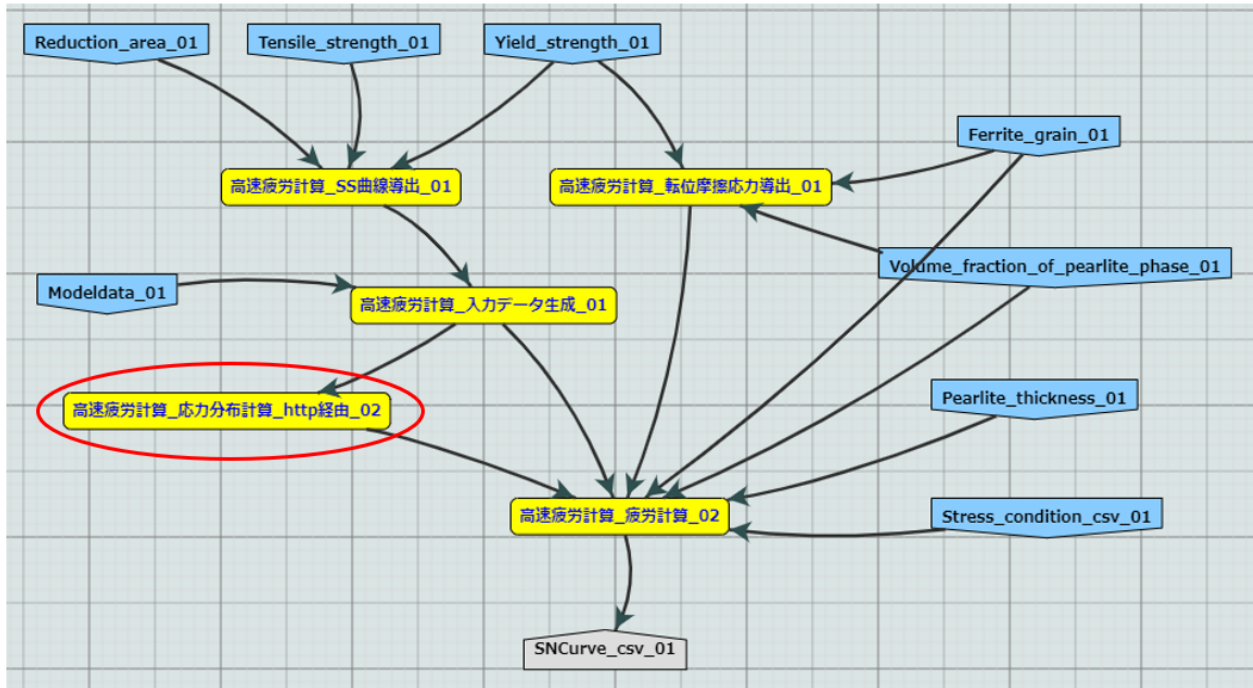 Reduction_area_01
Tensile_strength_01
Yield_strength_01
Ferrite_grain_01
高速疲労計算_SS曲線導出_01
高速疲労計算_転位摩擦応力導出_01
Volume_fraction_of_pearlite_phase_01
Modeldata_01
高速疲労計算_入力データ生成_01
高速疲労計算_応力分布計算_http経由_02
Pearlite_thickness_01
高速疲労計算_疲労計算_02
Stress_condition_csv_01
SNCurve_csv_01